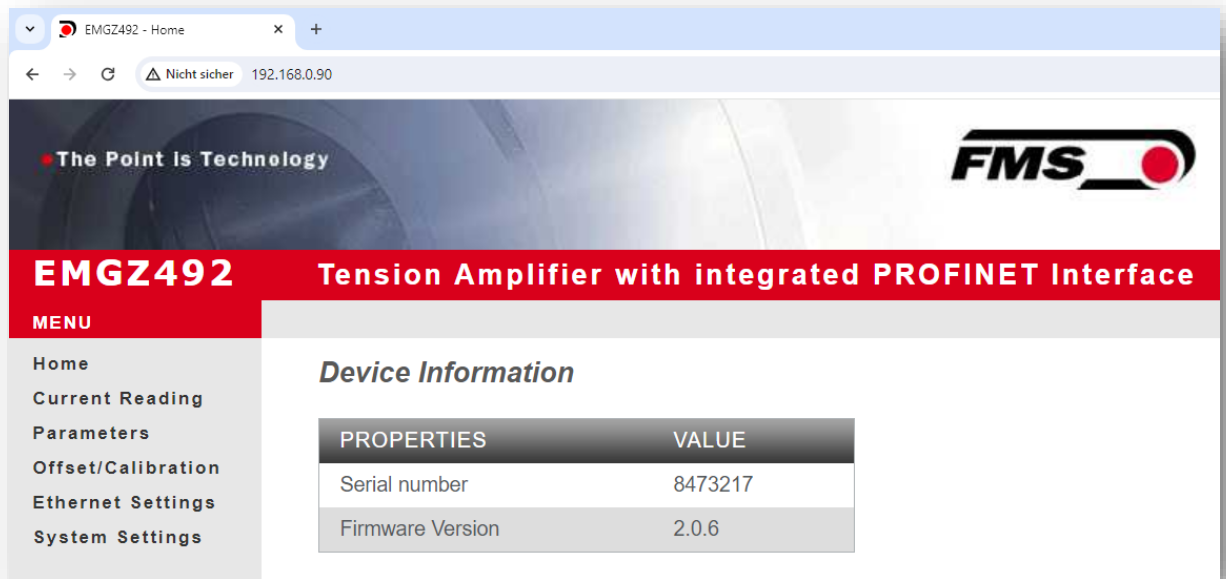 EMGZ492 - Home
Nicht sicher 192.168.0.90
The Point is Technology
FMS
EMGZ492 Tension Amplifier with integrated PROFINET Interface
MENU
Home
Current Reading
Parameters
Offset/Calibration
Ethernet Settings
System Settings
Device Information
PROPERTIES VALUE
Serial number 8473217
Firmware Version 2.0.6